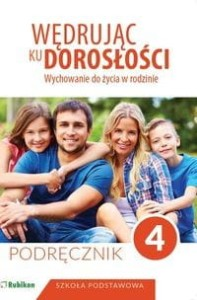 WĘDRUJĄC
KU DOROSŁOŚCI
Wychowanie do życia w rodzinie
PODRĘCZNIK 4
Rubikon
SZKOŁA PODSTAWOWA